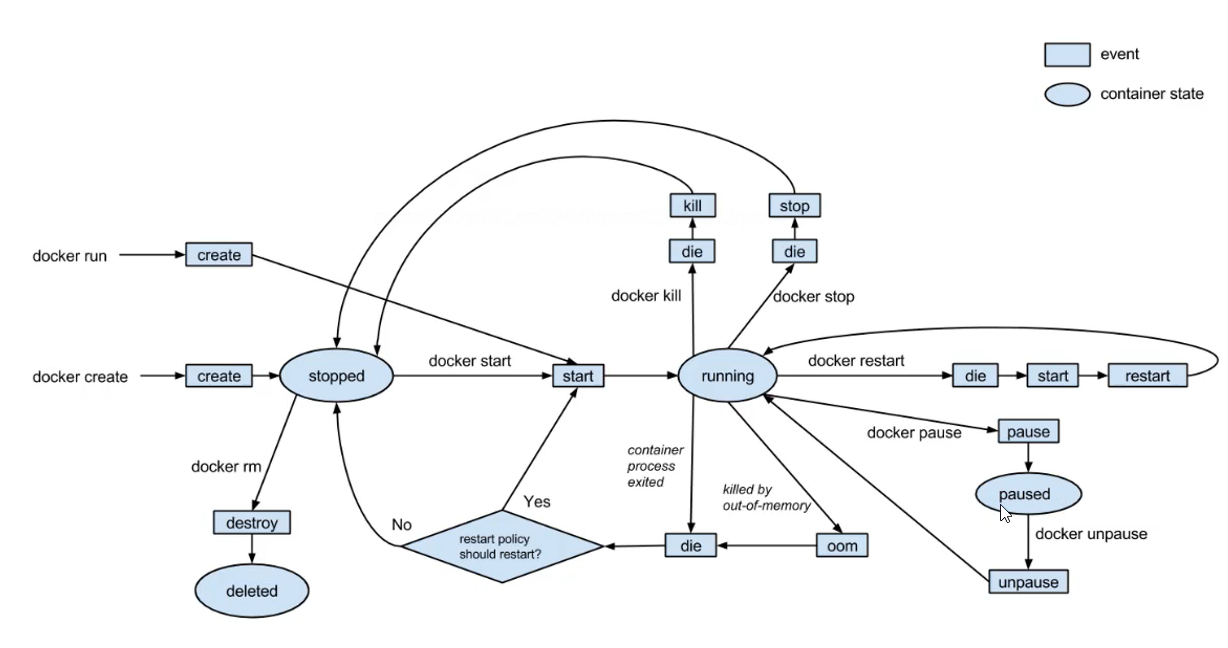 event
container state
kill
stop
docker run
create
die
die
docker kill
docker stop
docker create
create
stopped
docker start
start
running
docker restart
die
start
restart
docker pause
pause
docker rm
container
process
exited
killed by
out-of-memory
paused
destroy
No
Yes
restart policy
should restart?
die
oom
docker unpause
unpause
deleted